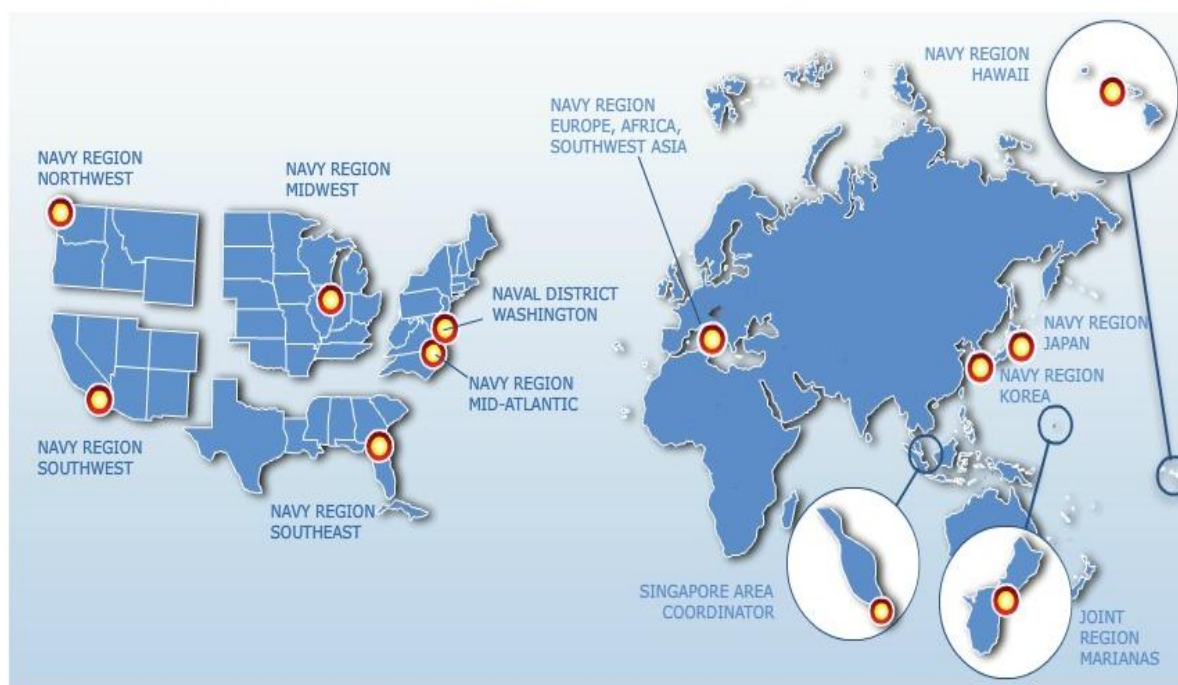 NAVY REGION
NORTHWEST
NAVY REGION
MIDWEST
NAVAL DISTRICT
WASHINGTON
NAVY REGION
MID-ATLANTIC
NAVY REGION
SOUTHWEST
NAVY REGION
SOUTHEAST
NAVY REGION
EUROPE, AFRICA,
SOUTHWEST ASIA
NAVY REGION
HAWAII
NAVY REGION
JAPAN
NAVY REGION
KOREA
SINGAPORE AREA
COORDINATOR
JOINT
REGION
MARIANAS